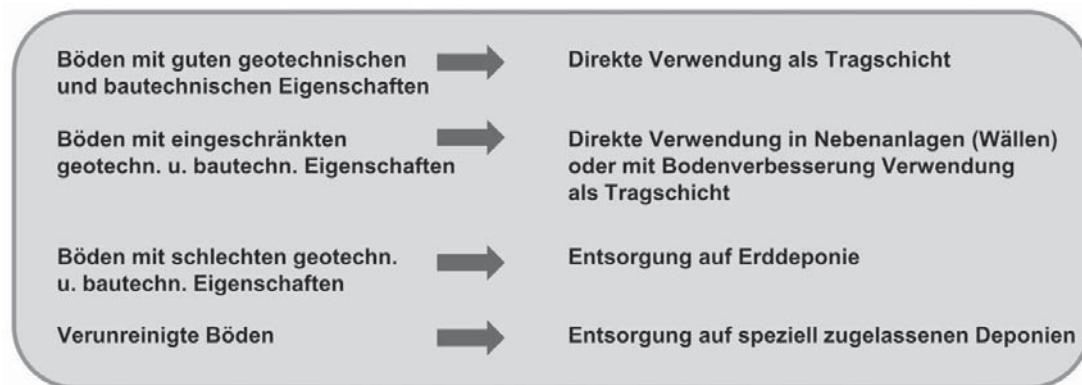 Böden mit guten geotechnischen
und bautechnischen Eigenschaften
Direkte Verwendung als Tragschicht
Böden mit eingeschränkten
geotechn. u. bautechn. Eigenschaften
Direkte Verwendung in Nebenanlagen (Wällen)
oder mit Bodenverbesserung Verwendung
als Tragschicht
Böden mit schlechten geotechn.
u. bautechn. Eigenschaften
Entsorgung auf Erddeponie
Verunreinigte Böden
Entsorgung auf speziell zugelassenen Deponien